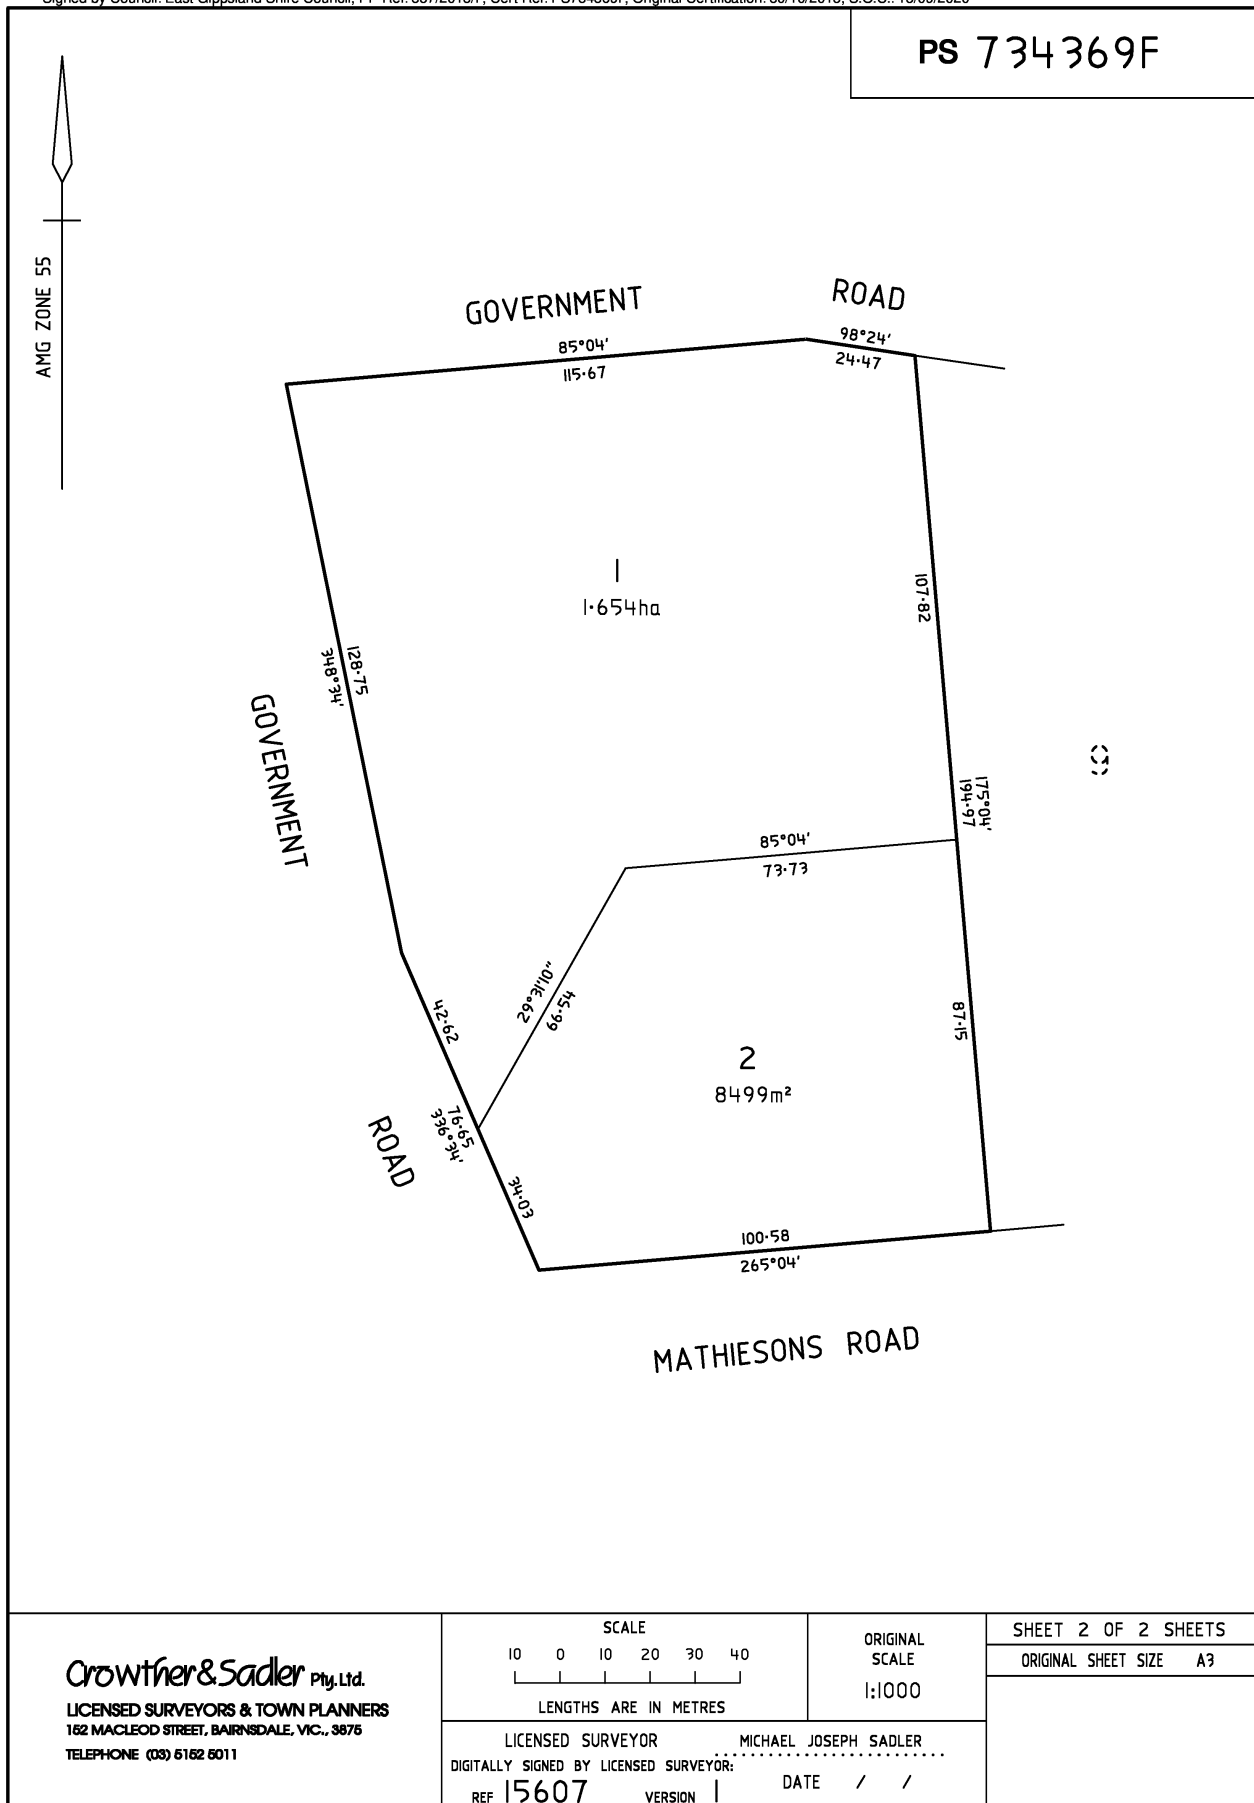 PS 734369F
AMG ZONE 55
GOVERNMENT ROAD
85°04'
115·67
98°24'
24·47
1
1·654ha
107·82
128·75
348°34'
GOVERNMENT
9
175°04'
194·97
85°04'
73·73
29°31'10"
66·54
42·62
87·15
2
8499m²
76·65
336°34'
ROAD
34·03
100·58
265°04'
MATHIESONS ROAD
Crowther&Sadler Pty.Ltd.
LICENSED SURVEYORS & TOWN PLANNERS
152 MACLEOD STREET, BAIRNSDALE, VIC., 3875
TELEPHONE (03) 5152 5011
SCALE
10 0 10 20 30 40
LENGTHS ARE IN METRES
ORIGINAL
SCALE
1:1000
SHEET 2 OF 2 SHEETS
ORIGINAL SHEET SIZE A3
LICENSED SURVEYOR MICHAEL JOSEPH SADLER
DIGITALLY SIGNED BY LICENSED SURVEYOR:
REF 15607 VERSION 1
DATE / /